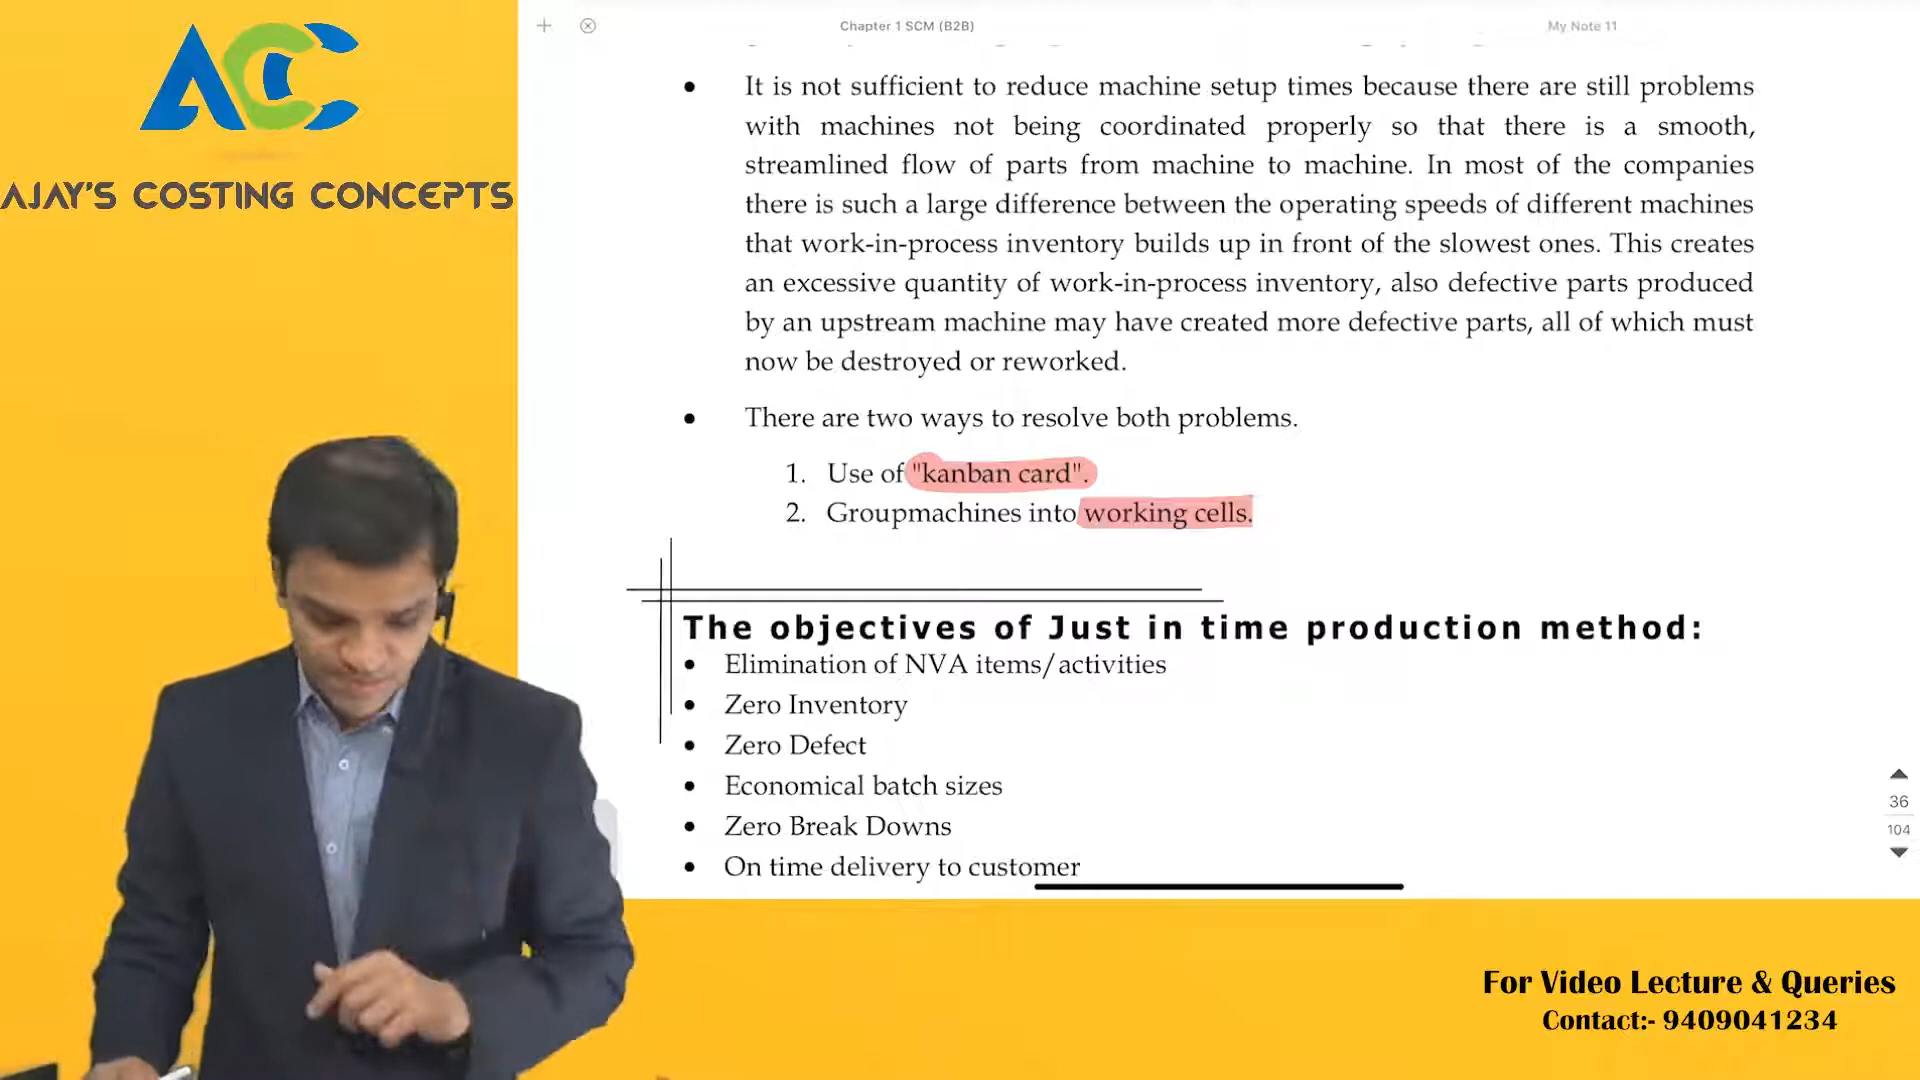 ACC
AJAY'S COSTING CONCEPTS
Chapter 1 SCM (B2B)
My Note 11
• It is not sufficient to reduce machine setup times because there are still problems
with machines not being coordinated properly so that there is a smooth,
streamlined flow of parts from machine to machine. In most of the companies
there is such a large difference between the operating speeds of different machines
that work-in-process inventory builds up in front of the slowest ones. This creates
an excessive quantity of work-in-process inventory, also defective parts produced
by an upstream machine may have created more defective parts, all of which must
now be destroyed or reworked.
• There are two ways to resolve both problems.
1. Use of "kanban card".
2. Groupmachines into working cells.
The objectives of Just in time production method:
• Elimination of NVA items/activities
• Zero Inventory
• Zero Defect
• Economical batch sizes
• Zero Break Downs
• On time delivery to customer
36
104
For Video Lecture & Queries
Contact:- 9409041234